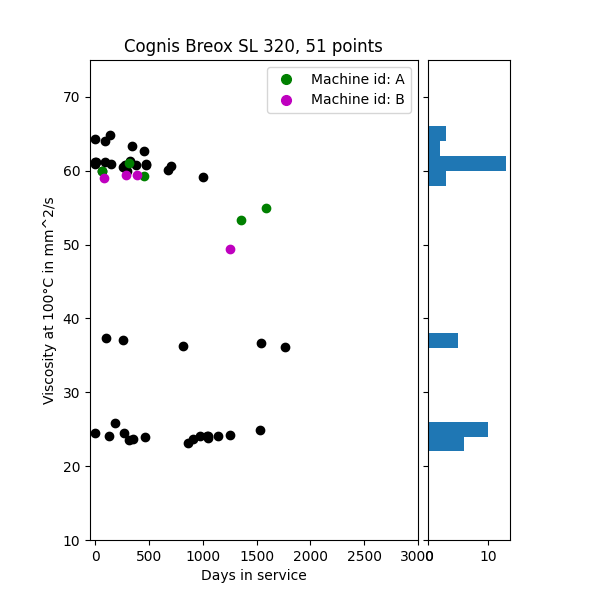 Cognis Breox SL 320, 51 points
Machine id: A
Machine id: B
Viscosity at 100°C in mm^2/s
70
60
50
40
30
20
10
0 500 1000 1500 2000 2500 3000
0 10
Days in service